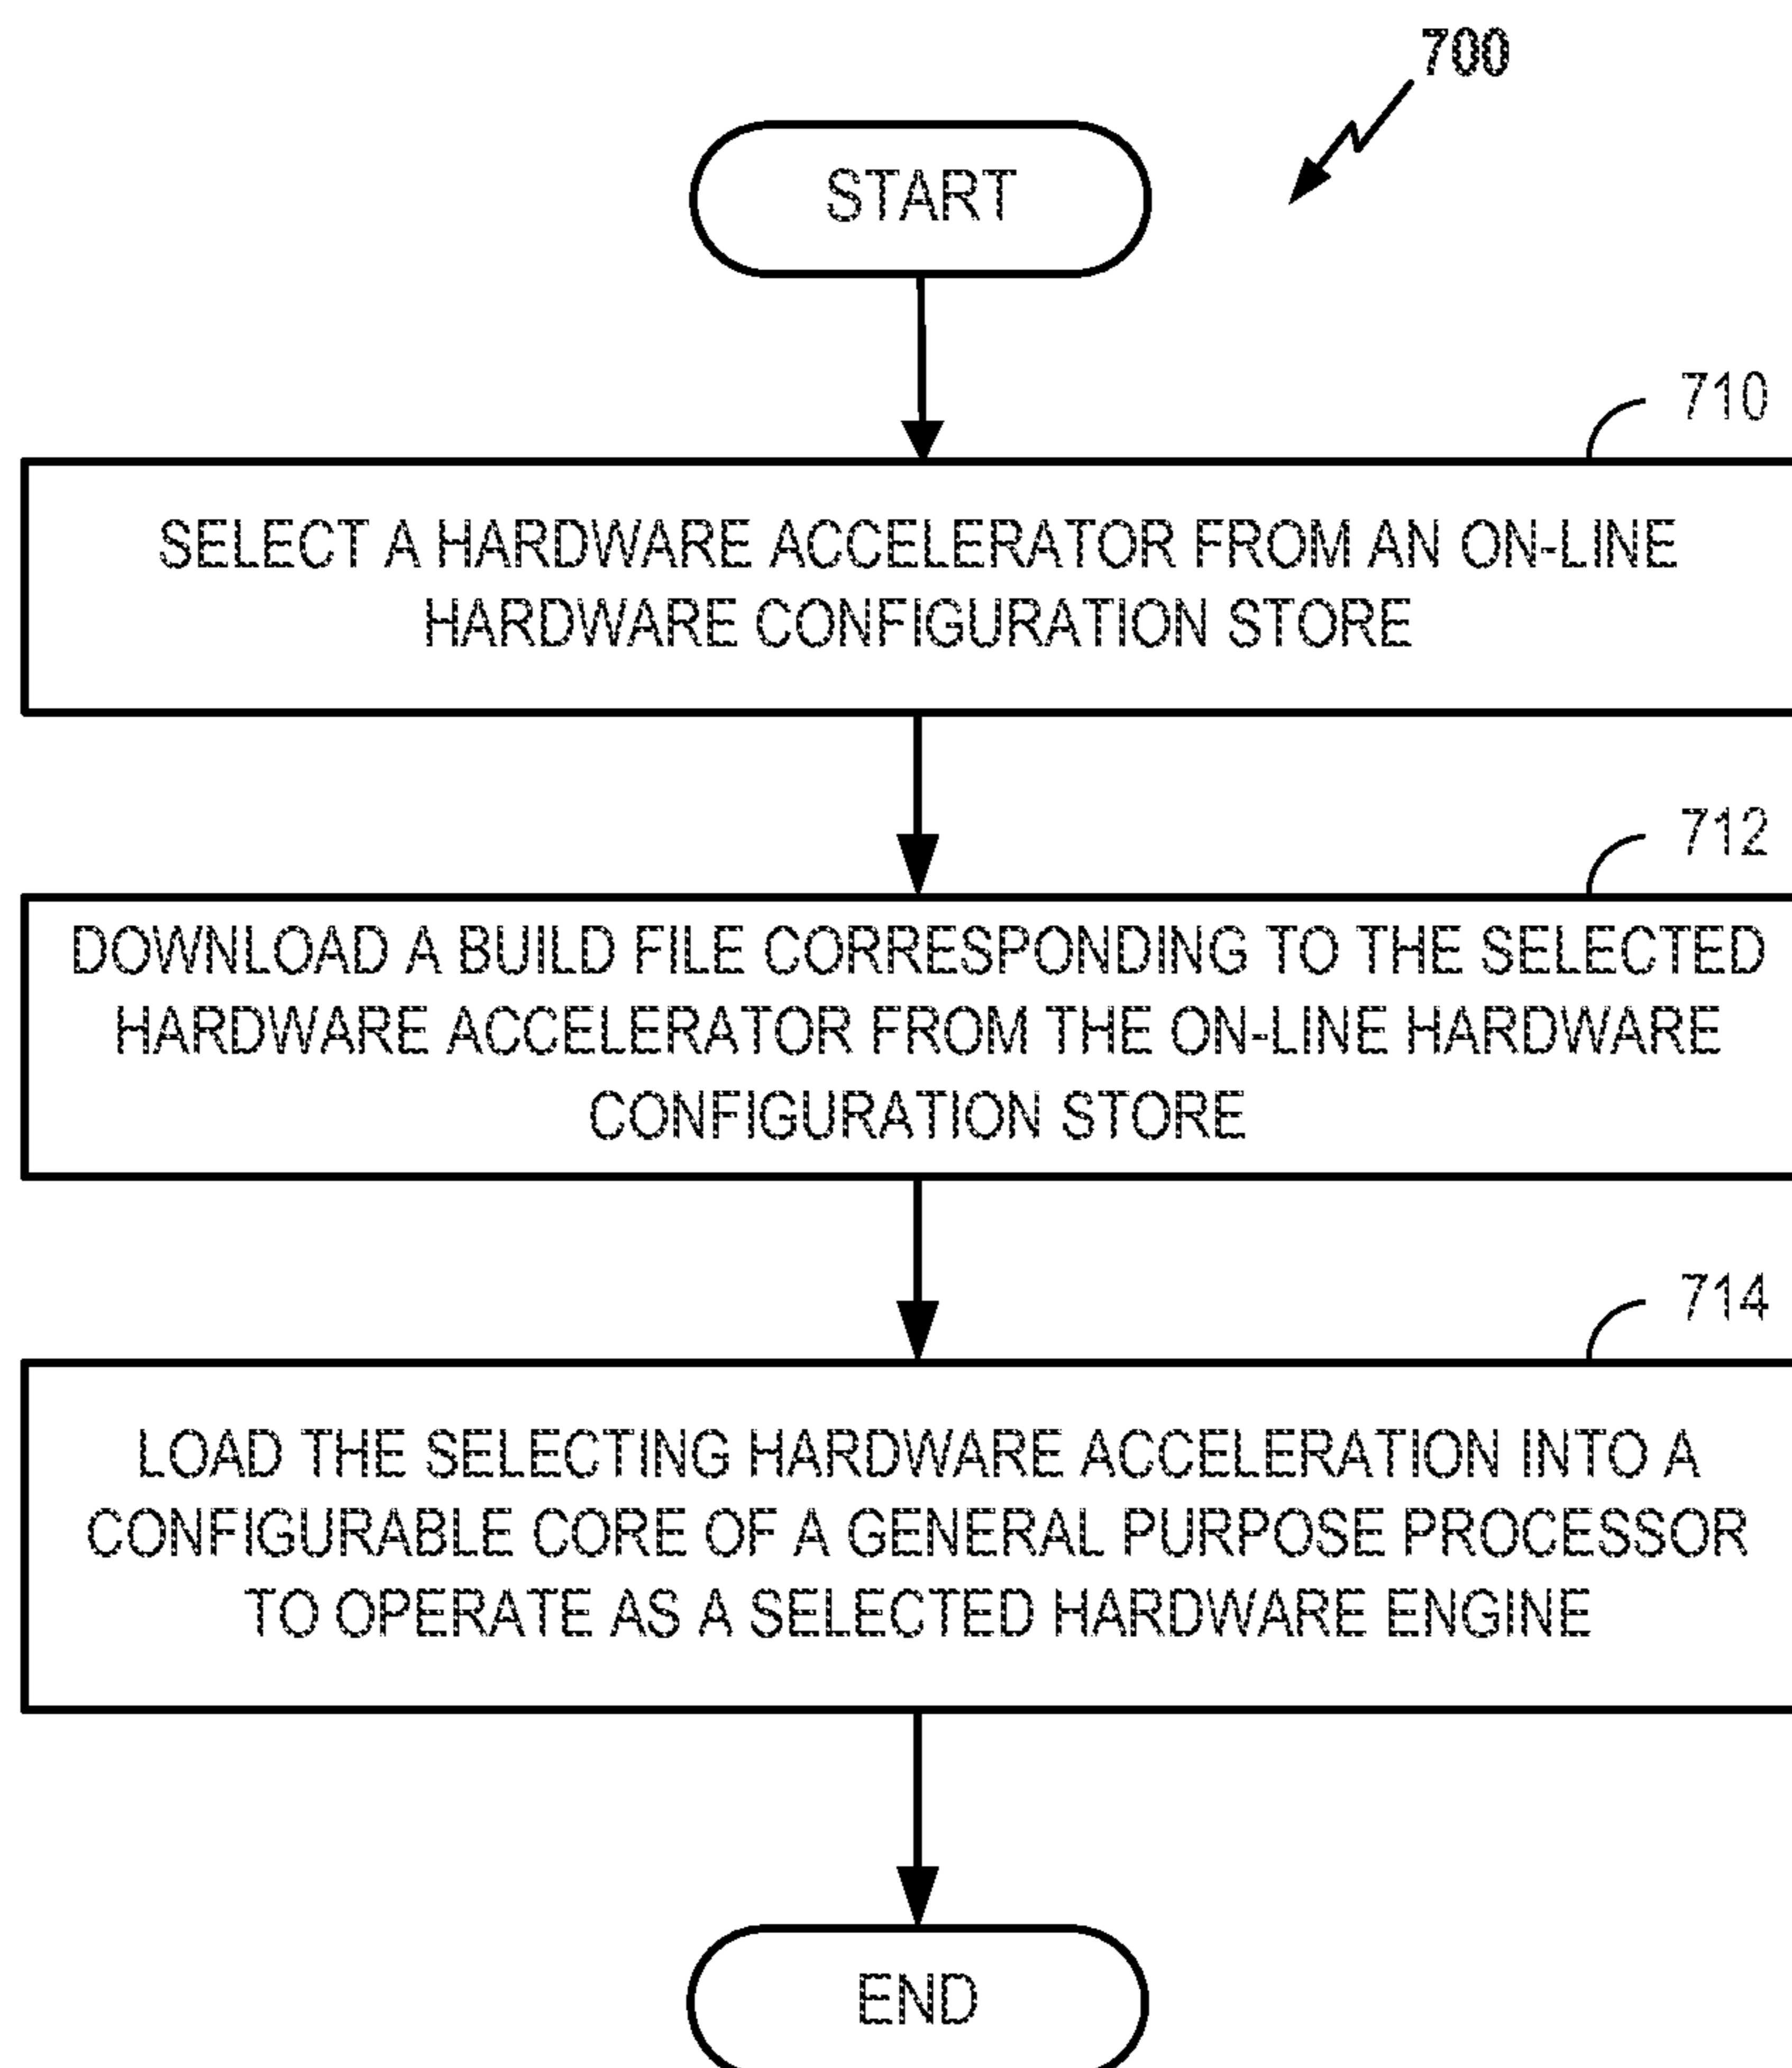 700
START
710
SELECT A HARDWARE ACCELERATOR FROM AN ON-LINE
HARDWARE CONFIGURATION STORE
712
DOWNLOAD A BUILD FILE CORRESPONDING TO THE SELECTED
HARDWARE ACCELERATOR FROM THE ON-LINE HARDWARE
CONFIGURATION STORE
714
LOAD THE SELECTING HARDWARE ACCELERATION INTO A
CONFIGURABLE CORE OF A GENERAL PURPOSE PROCESSOR
TO OPERATE AS A SELECTED HARDWARE ENGINE
END